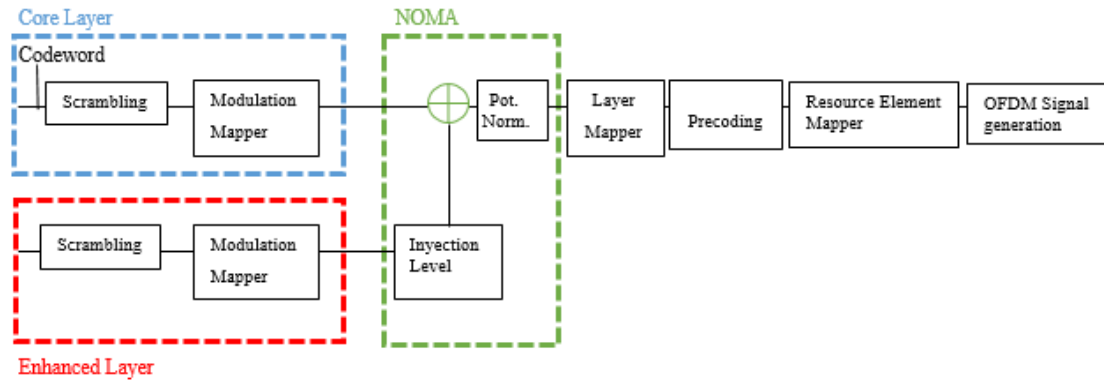 Core Layer
NOMA
Codeword
Scrambling
Modulation
Mapper
Pot.
Norm.
Layer
Mapper
Precoding
Resource Element
Mapper
OFDM Signal
generation
Scrambling
Modulation
Mapper
Inyection
Level
Enhanced Layer